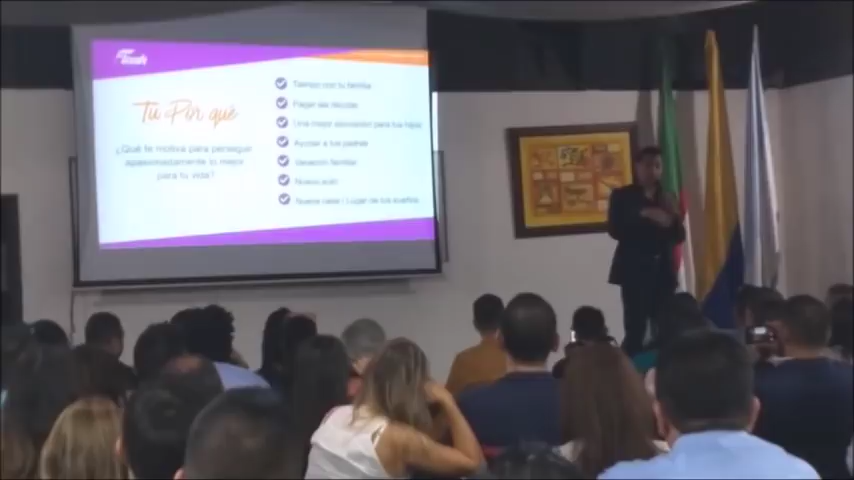 Tu Por qué
¿Qué te motiva para perseguir
apasionadamente lo mejor
para tu vida?
Tiempo con tu familia
Pagar las deudas
Una mejor educación para tus hijos
Ayudar a tus padres
Vacación familiar
Nuevo auto
Nueva casa / Lugar de tus sueños